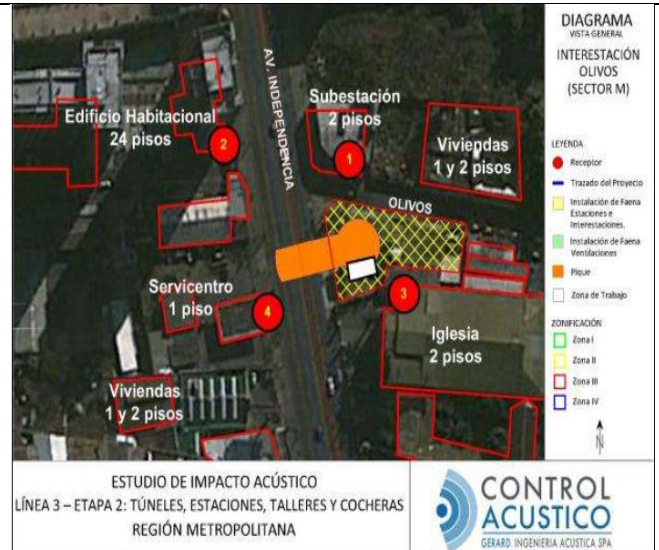 AV. INDEPENDENCIA
Subestación
2 pisos
Edificio Habitacional
24 pisos
2
1
Viviendas
1 y 2 pisos
OLIVOS
Servicentro
1 piso
4
3
Iglesia
2 pisos
Viviendas
1 y 2 pisos
DIAGRAMA
VISTA GENERAL
INTERESTACIÓN
OLIVOS
(SECTOR M)
LEYENDA
Receptor
Trazado del Proyecto
Instalación de Faena
Estaciones e
Interestaciones.
Instalación de Faena
Ventilaciones
Pique
Zona de Trabajo
ZONIFICACIÓN
Zona I
Zona II
Zona III
Zona IV
N
ESTUDIO DE IMPACTO ACÚSTICO
LÍNEA 3 – ETAPA 2: TÚNELES, ESTACIONES, TALLERES Y COCHERAS
REGIÓN METROPOLITANA
CONTROL
ACUSTICO
GERARD INGENIERIA ACUSTICA SPA